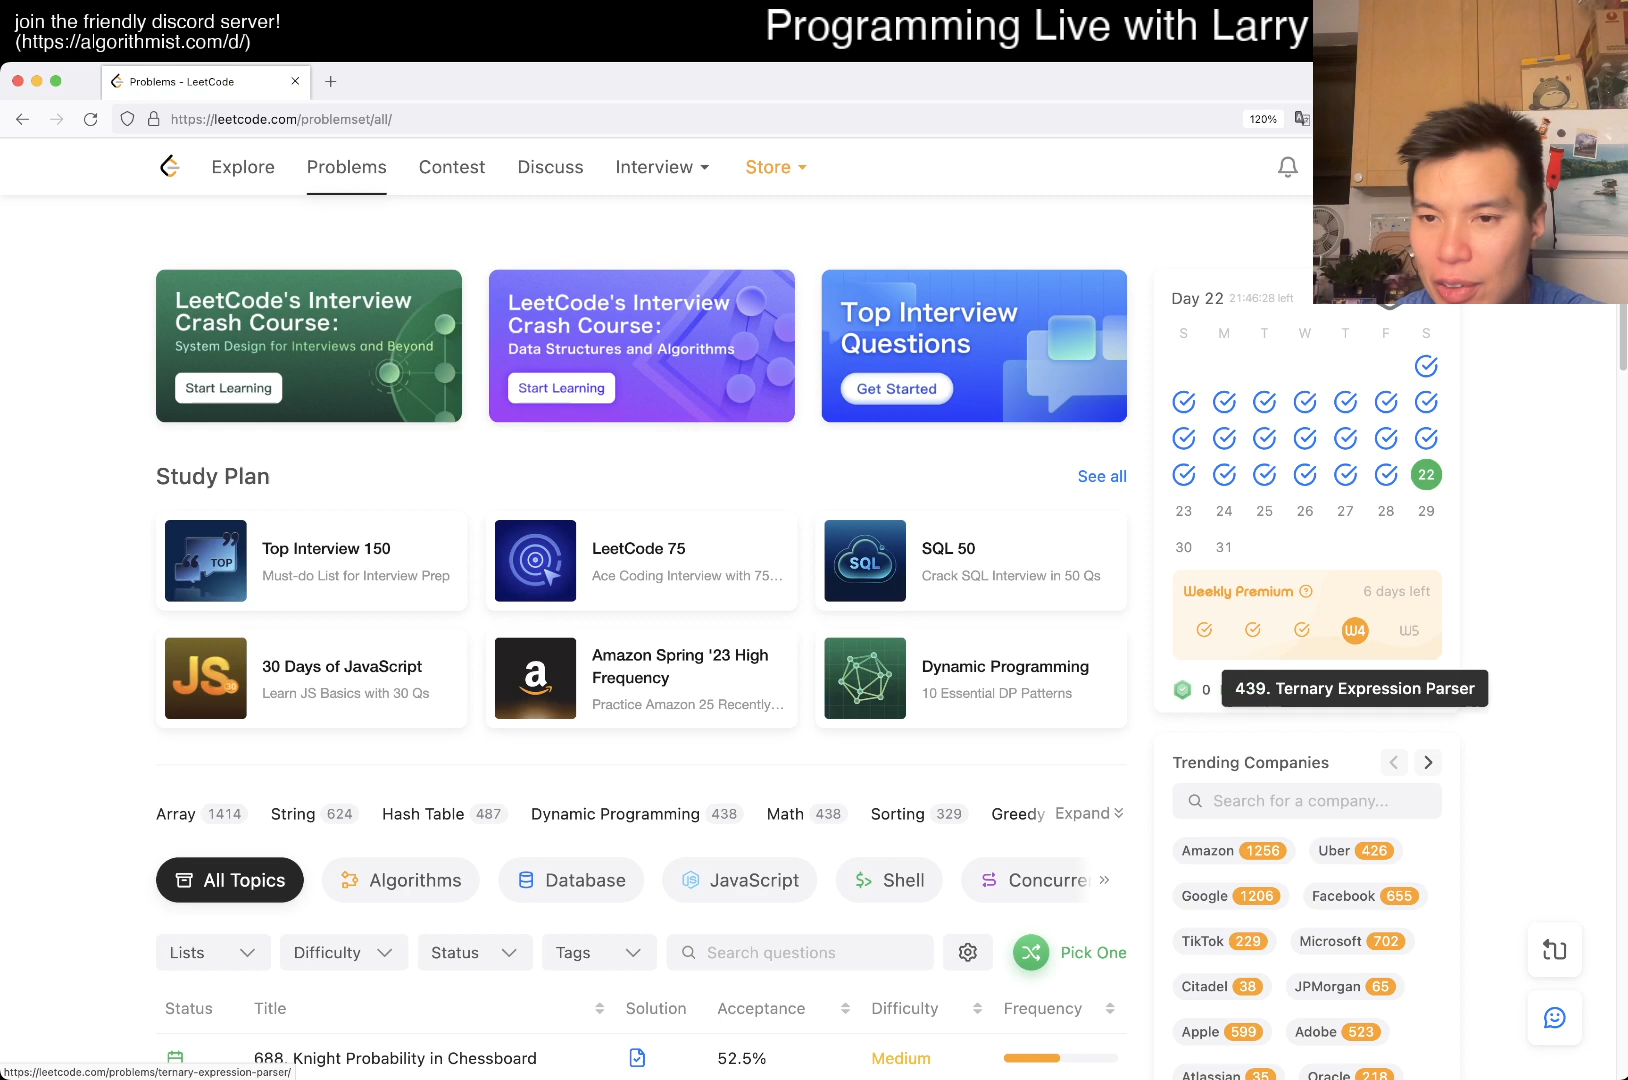 join the friendly discord server!
(https://algorithmist.com/d/)
Programming Live with Larry
Problems - LeetCode
https://leetcode.com/problemset/all/
120%
Explore
Problems
Contest
Discuss
Interview
Store
LeetCode's Interview
Crash Course:
System Design for Interviews and Beyond
Start Learning
LeetCode's Interview
Crash Course:
Data Structures and Algorithms
Start Learning
Top Interview
Questions
Get Started
Day 22 21:46:28 left
S M T W T F S
22
23 24 25 26 27 28 29
30 31
Weekly Premium 6 days left
W4 W5
0
439. Ternary Expression Parser
Study Plan
See all
TOP
Top Interview 150
Must-do List for Interview Prep
LeetCode 75
Ace Coding Interview with 75...
SQL
SQL 50
Crack SQL Interview in 50 Qs
JS
30
30 Days of JavaScript
Learn JS Basics with 30 Qs
a
Amazon Spring '23 High
Frequency
Practice Amazon 25 Recently...
Dynamic Programming
10 Essential DP Patterns
Trending Companies
Search for a company...
Amazon 1256
Uber 426
Google 1206
Facebook 655
TikTok 229
Microsoft 702
Citadel 38
JPMorgan 65
Apple 599
Adobe 523
Atlassian 35
Oracle 218
Array 1414
String 624
Hash Table 487
Dynamic Programming 438
Math 438
Sorting 329
Greedy
Expand
All Topics
Algorithms
Database
JavaScript
Shell
Concurre
Lists
Difficulty
Status
Tags
Search questions
Pick One
Status Title Solution Acceptance Difficulty Frequency
688. Knight Probability in Chessboard 52.5% Medium
https://leetcode.com/problems/ternary-expression-parser/